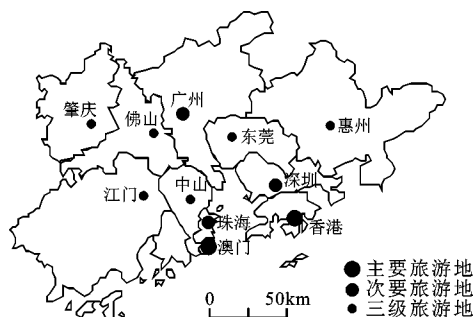 广州
肇庆
佛山
东莞
惠州
江门
中山
深圳
珠海
香港
澳门
主要旅游地
次要旅游地
三级旅游地
0 50km